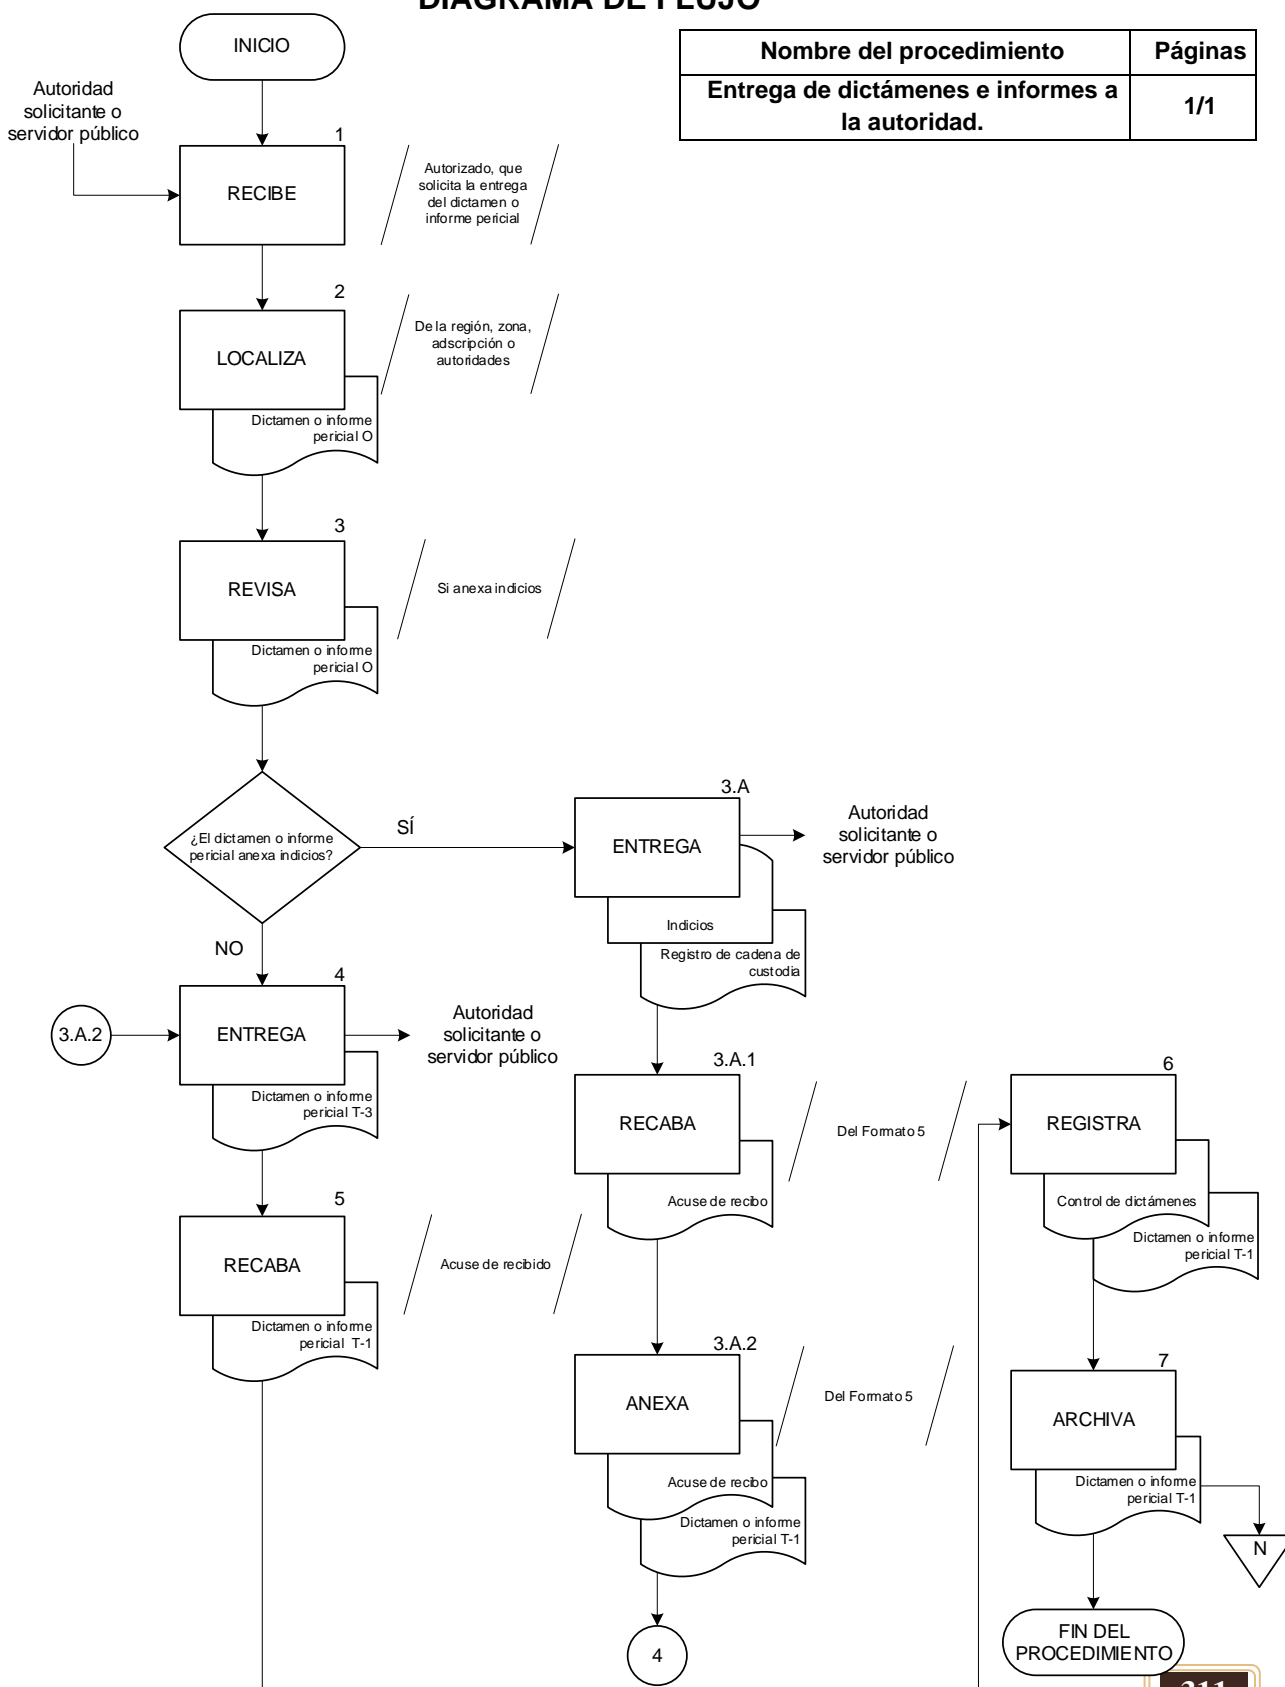 DIAGRAMA DE FLUJO
Nombre del procedimiento
Páginas
Entrega de dictámenes e informes a
la autoridad.
1/1
INICIO
Autoridad
solicitante o
servidor público
1
RECIBE
Autorizado, que
solicita la entrega
del dictamen o
informe pericial
2
LOCALIZA
De la región, zona,
adscripción o
autoridades
Dictamen o informe
pericial O
3
REVISA
Si anexa indicios
Dictamen o informe
pericial O
¿El dictamen o informe
pericial anexa indicios?
SÍ
NO
3.A
ENTREGA
Autoridad
solicitante o
servidor público
Indicios
Registro de cadena de
custodia
3.A.2
4
ENTREGA
Autoridad
solicitante o
servidor público
Dictamen o informe
pericial T-3
5
RECABA
Acuse de recibido
Dictamen o informe
pericial T-1
3.A.1
RECABA
Del Formato 5
Acuse de recibo
3.A.2
ANEXA
Del Formato 5
Acuse de recibo
Dictamen o informe
pericial T-1
4
6
REGISTRA
Control de dictámenes
Dictamen o informe
pericial T-1
7
ARCHIVA
Dictamen o informe
pericial T-1
N
FIN DEL
PROCEDIMIENTO
311